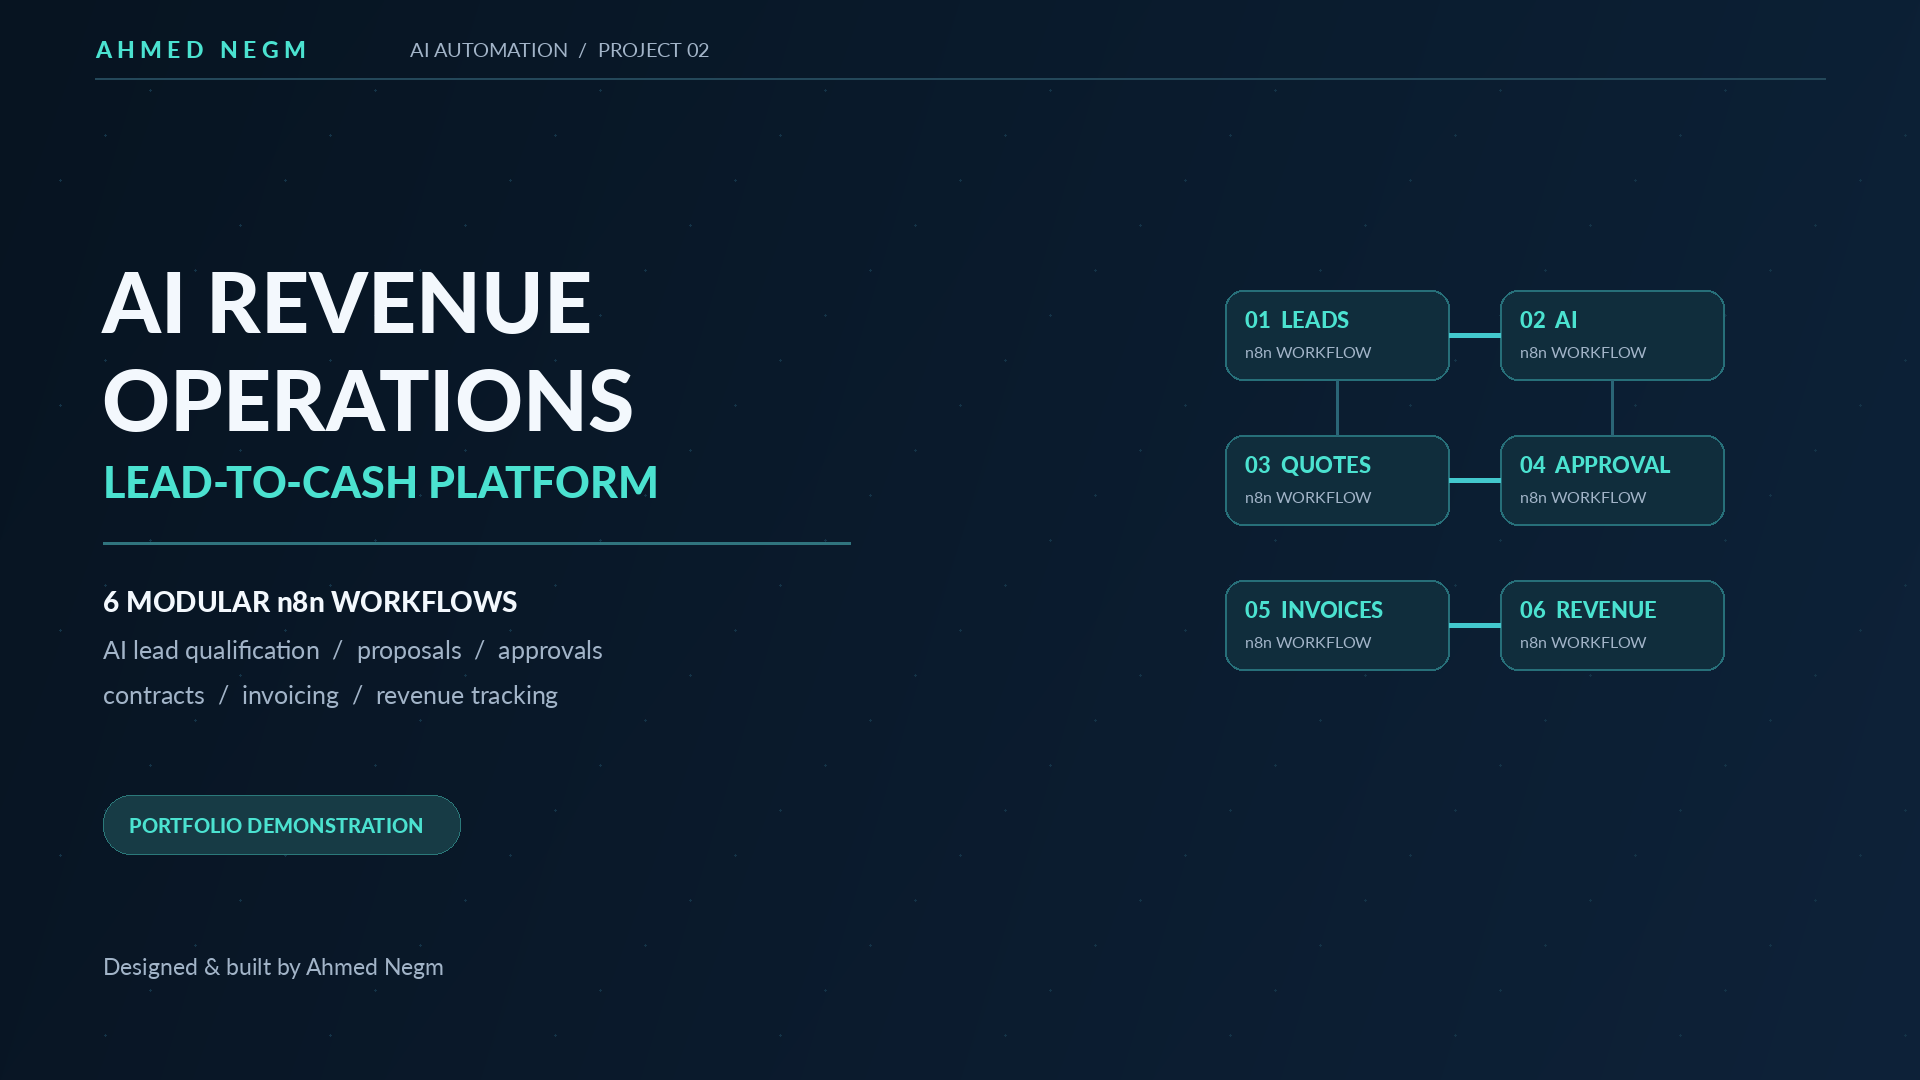 AHMED NEGM
AI AUTOMATION / PROJECT 02
AI REVENUE
OPERATIONS
LEAD-TO-CASH PLATFORM
6 MODULAR n8n WORKFLOWS
AI lead qualification / proposals / approvals
contracts / invoicing / revenue tracking
PORTFOLIO DEMONSTRATION
Designed & built by Ahmed Negm
01 LEADS
n8n WORKFLOW
02 AI
n8n WORKFLOW
03 QUOTES
n8n WORKFLOW
04 APPROVAL
n8n WORKFLOW
05 INVOICES
n8n WORKFLOW
06 REVENUE
n8n WORKFLOW